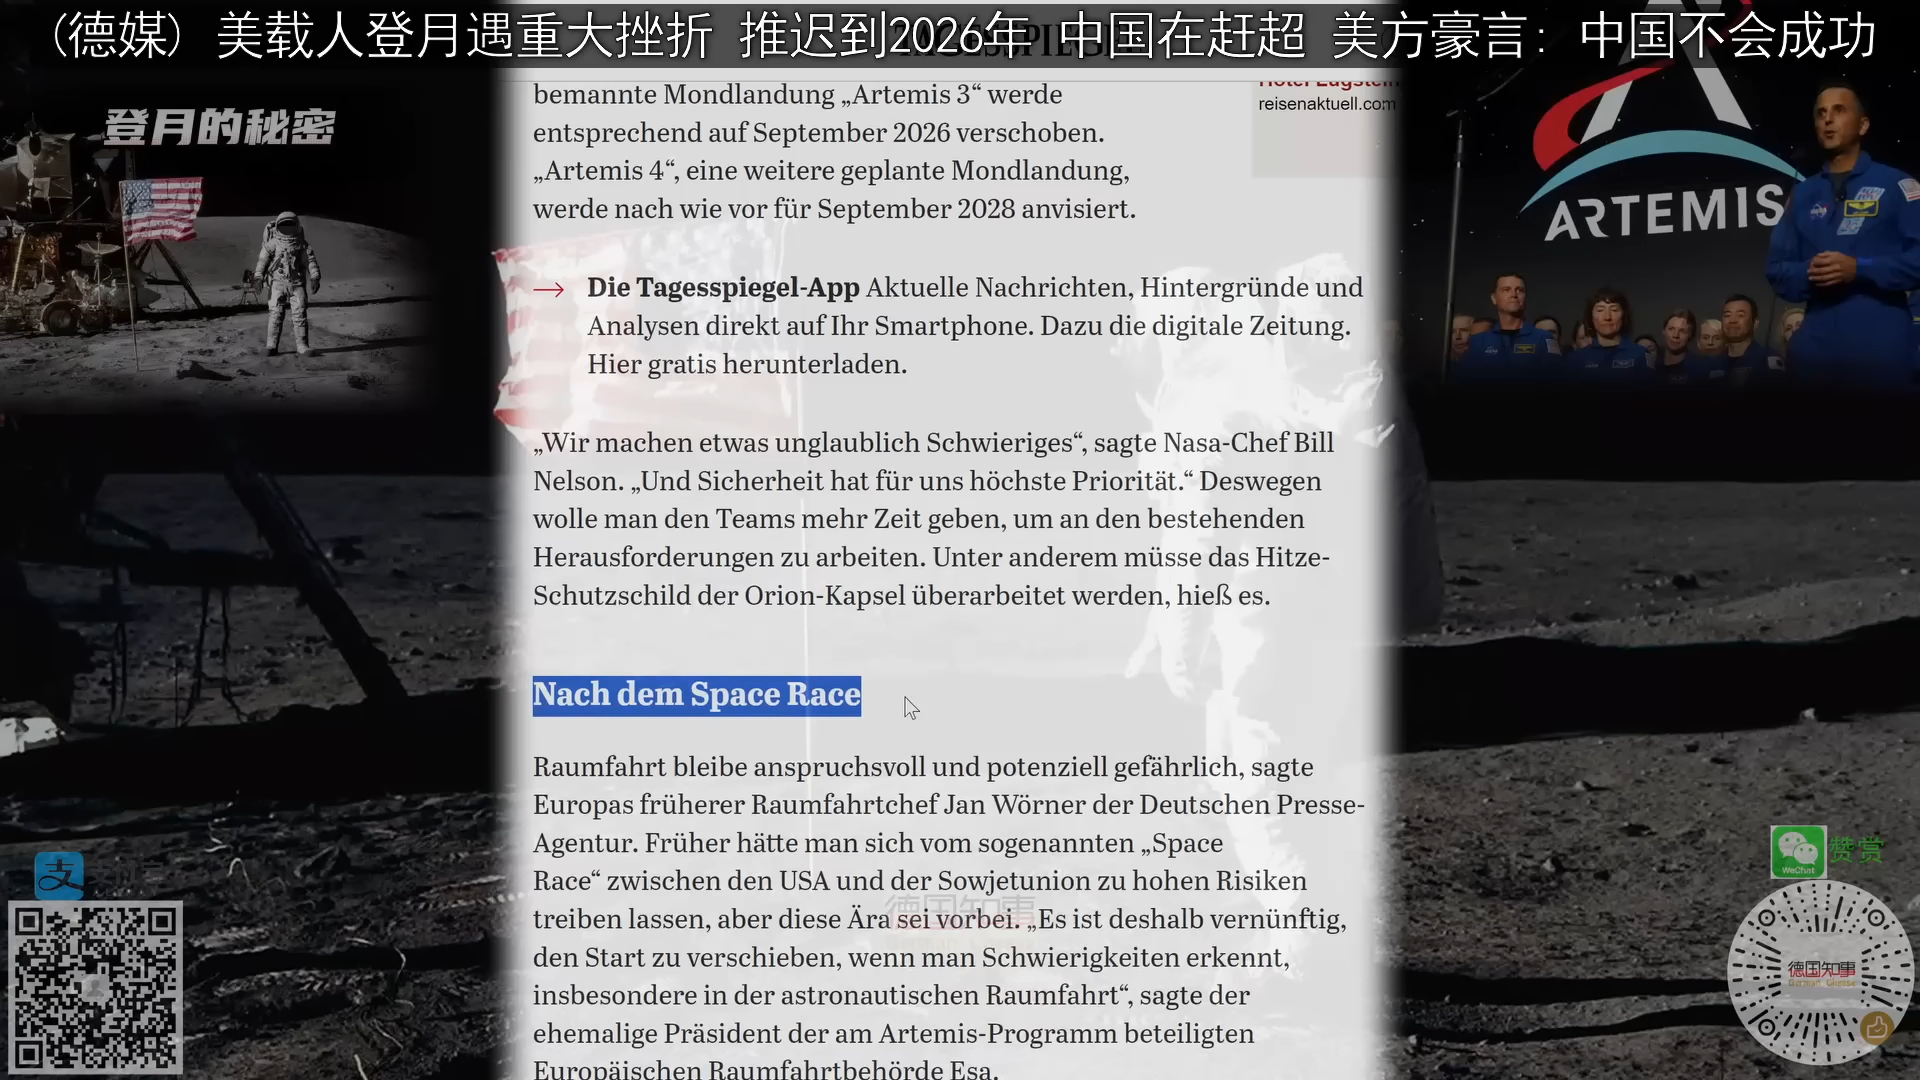 （德媒） 美载人登月遇重大挫折 推迟到2026年 中国在赶超 美方豪言：中国不会成功
登月的秘密
bemannte Mondlandung „Artemis 3“ werde
entsprechend auf September 2026 verschoben.
„Artemis 4“, eine weitere geplante Mondlandung,
werde nach wie vor für September 2028 anvisiert.
reisenaktuell.com
ARTEMIS
→ Die Tagesspiegel-App Aktuelle Nachrichten, Hintergründe und
Analysen direkt auf Ihr Smartphone. Dazu die digitale Zeitung.
Hier gratis herunterladen.
„Wir machen etwas unglaublich Schwieriges“, sagte Nasa-Chef Bill
Nelson. „Und Sicherheit hat für uns höchste Priorität.“ Deswegen
wolle man den Teams mehr Zeit geben, um an den bestehenden
Herausforderungen zu arbeiten. Unter anderem müsse das Hitze-
Schutzschild der Orion-Kapsel überarbeitet werden, hieß es.
Nach dem Space Race
Raumfahrt bleibe anspruchsvoll und potenziell gefährlich, sagte
Europas früherer Raumfahrtchef Jan Wörner der Deutschen Presse-
Agentur. Früher hätte man sich vom sogenannten „Space
Race“ zwischen den USA und der Sowjetunion zu hohen Risiken
treiben lassen, aber diese Ära sei vorbei. „Es ist deshalb vernünftig,
den Start zu verschieben, wenn man Schwierigkeiten erkennt,
insbesondere in der astronautischen Raumfahrt“, sagte der
ehemalige Präsident der am Artemis-Programm beteiligten
Europäischen Raumfahrtbehörde Esa.
德国知事
支
WeChat
赞赏
德国知事